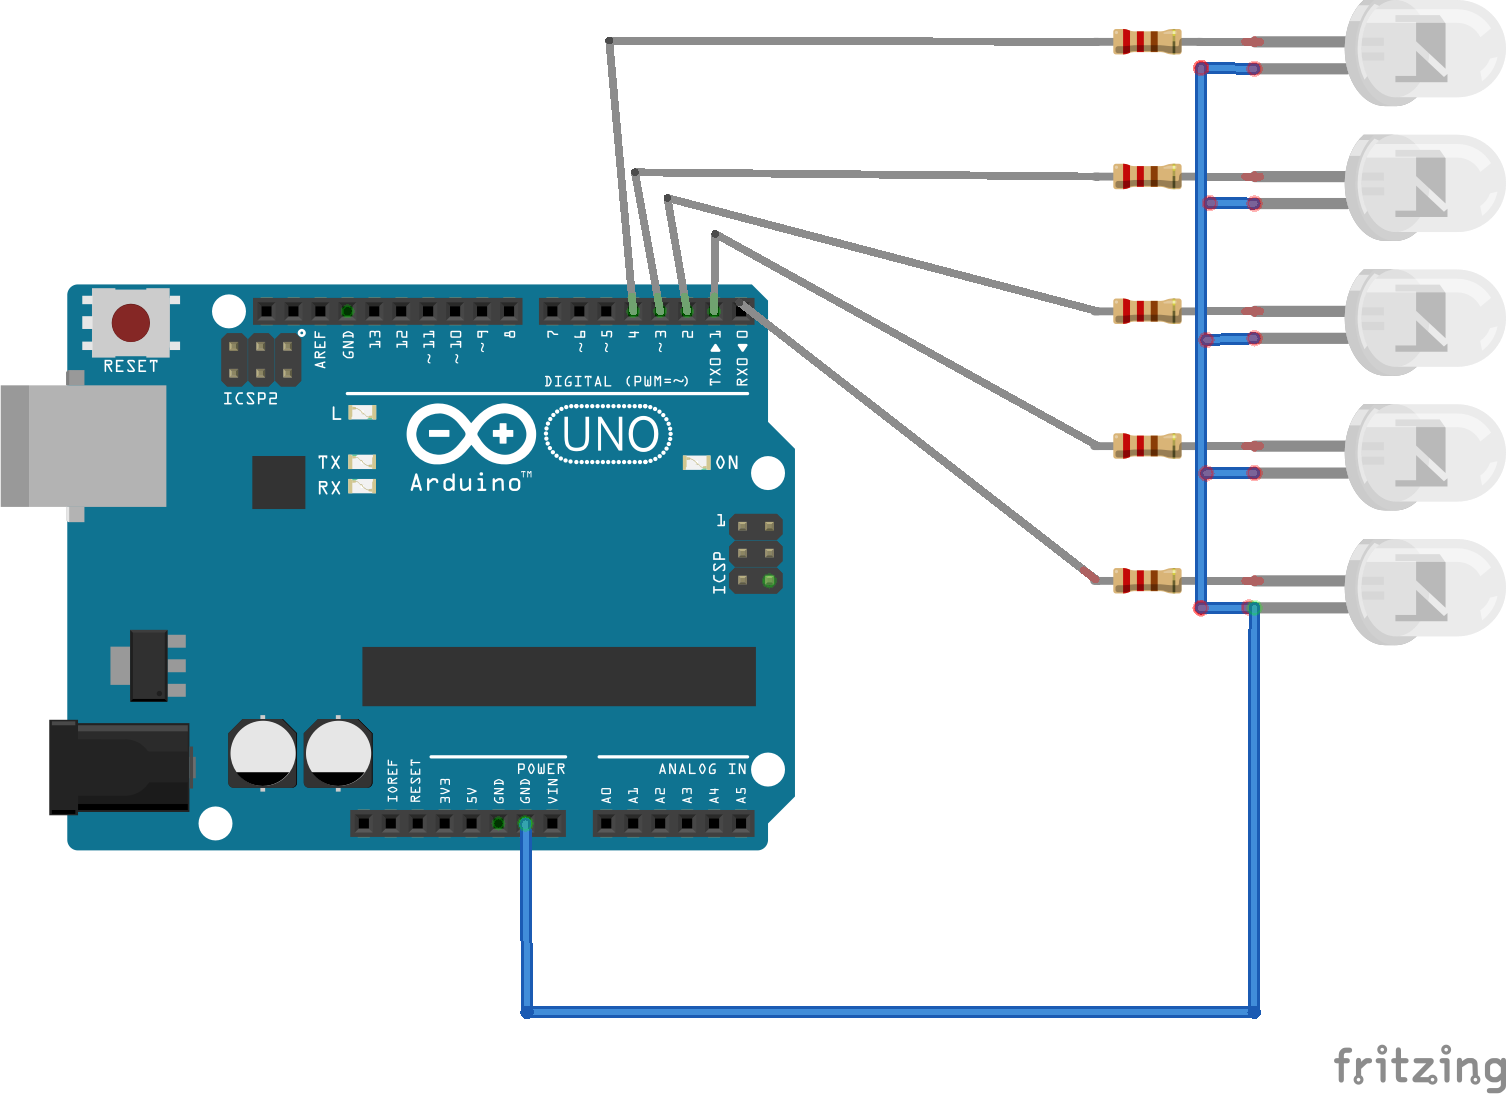 RESET
ICSP2
AREF
GND
13
12
~11
~10
~9
8
7
~6
~5
4
~3
2
TX0▶1
RX0◀0
DIGITAL (PWM=~)
L
TX
RX
UNO
Arduino™
ON
1
ICSP
POWER
ANALOG IN
IOREF
RESET
3V3
5V
GND
GND
VIN
A0
A1
A2
A3
A4
A5
fritzing